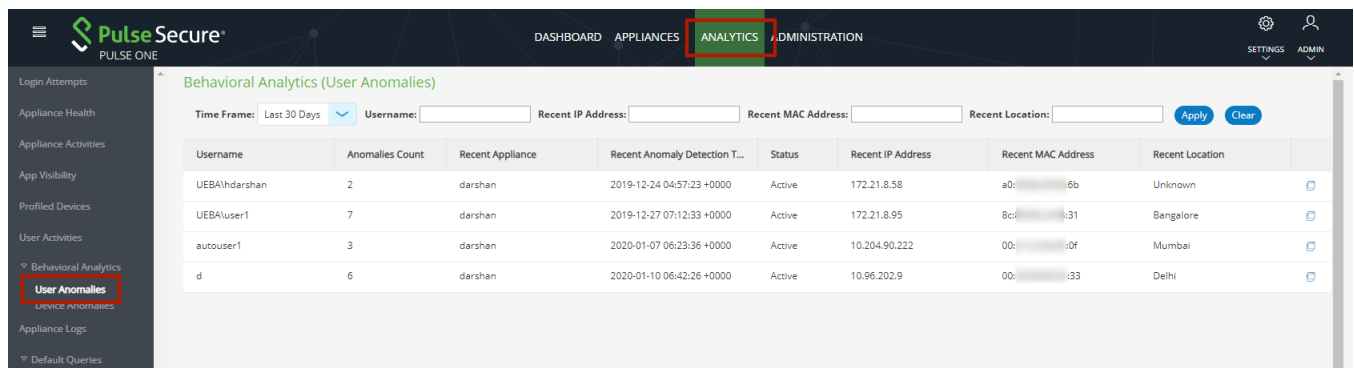 Pulse Secure®
PULSE ONE
DASHBOARD APPLIANCES ANALYTICS ADMINISTRATION
SETTINGS ADMIN
Login Attempts
Appliance Health
Appliance Activities
App Visibility
Profiled Devices
User Activities
Behavioral Analytics
User Anomalies
Device Anomalies
Appliance Logs
Default Queries
Behavioral Analytics (User Anomalies)
Time Frame: Last 30 Days Username: Recent IP Address: Recent MAC Address: Recent Location: Apply Clear
Username Anomalies Count Recent Appliance Recent Anomaly Detection T... Status Recent IP Address Recent MAC Address Recent Location
UEBA\hdarshan 2 darshan 2019-12-24 04:57:23 +0000 Active 172.21.8.58 a0: :6b Unknown
UEBA\user1 7 darshan 2019-12-27 07:12:33 +0000 Active 172.21.8.95 8c: :31 Bangalore
autouser1 3 darshan 2020-01-07 06:23:36 +0000 Active 10.204.90.222 00: :0f Mumbai
d 6 darshan 2020-01-10 06:42:26 +0000 Active 10.96.202.9 00: :33 Delhi